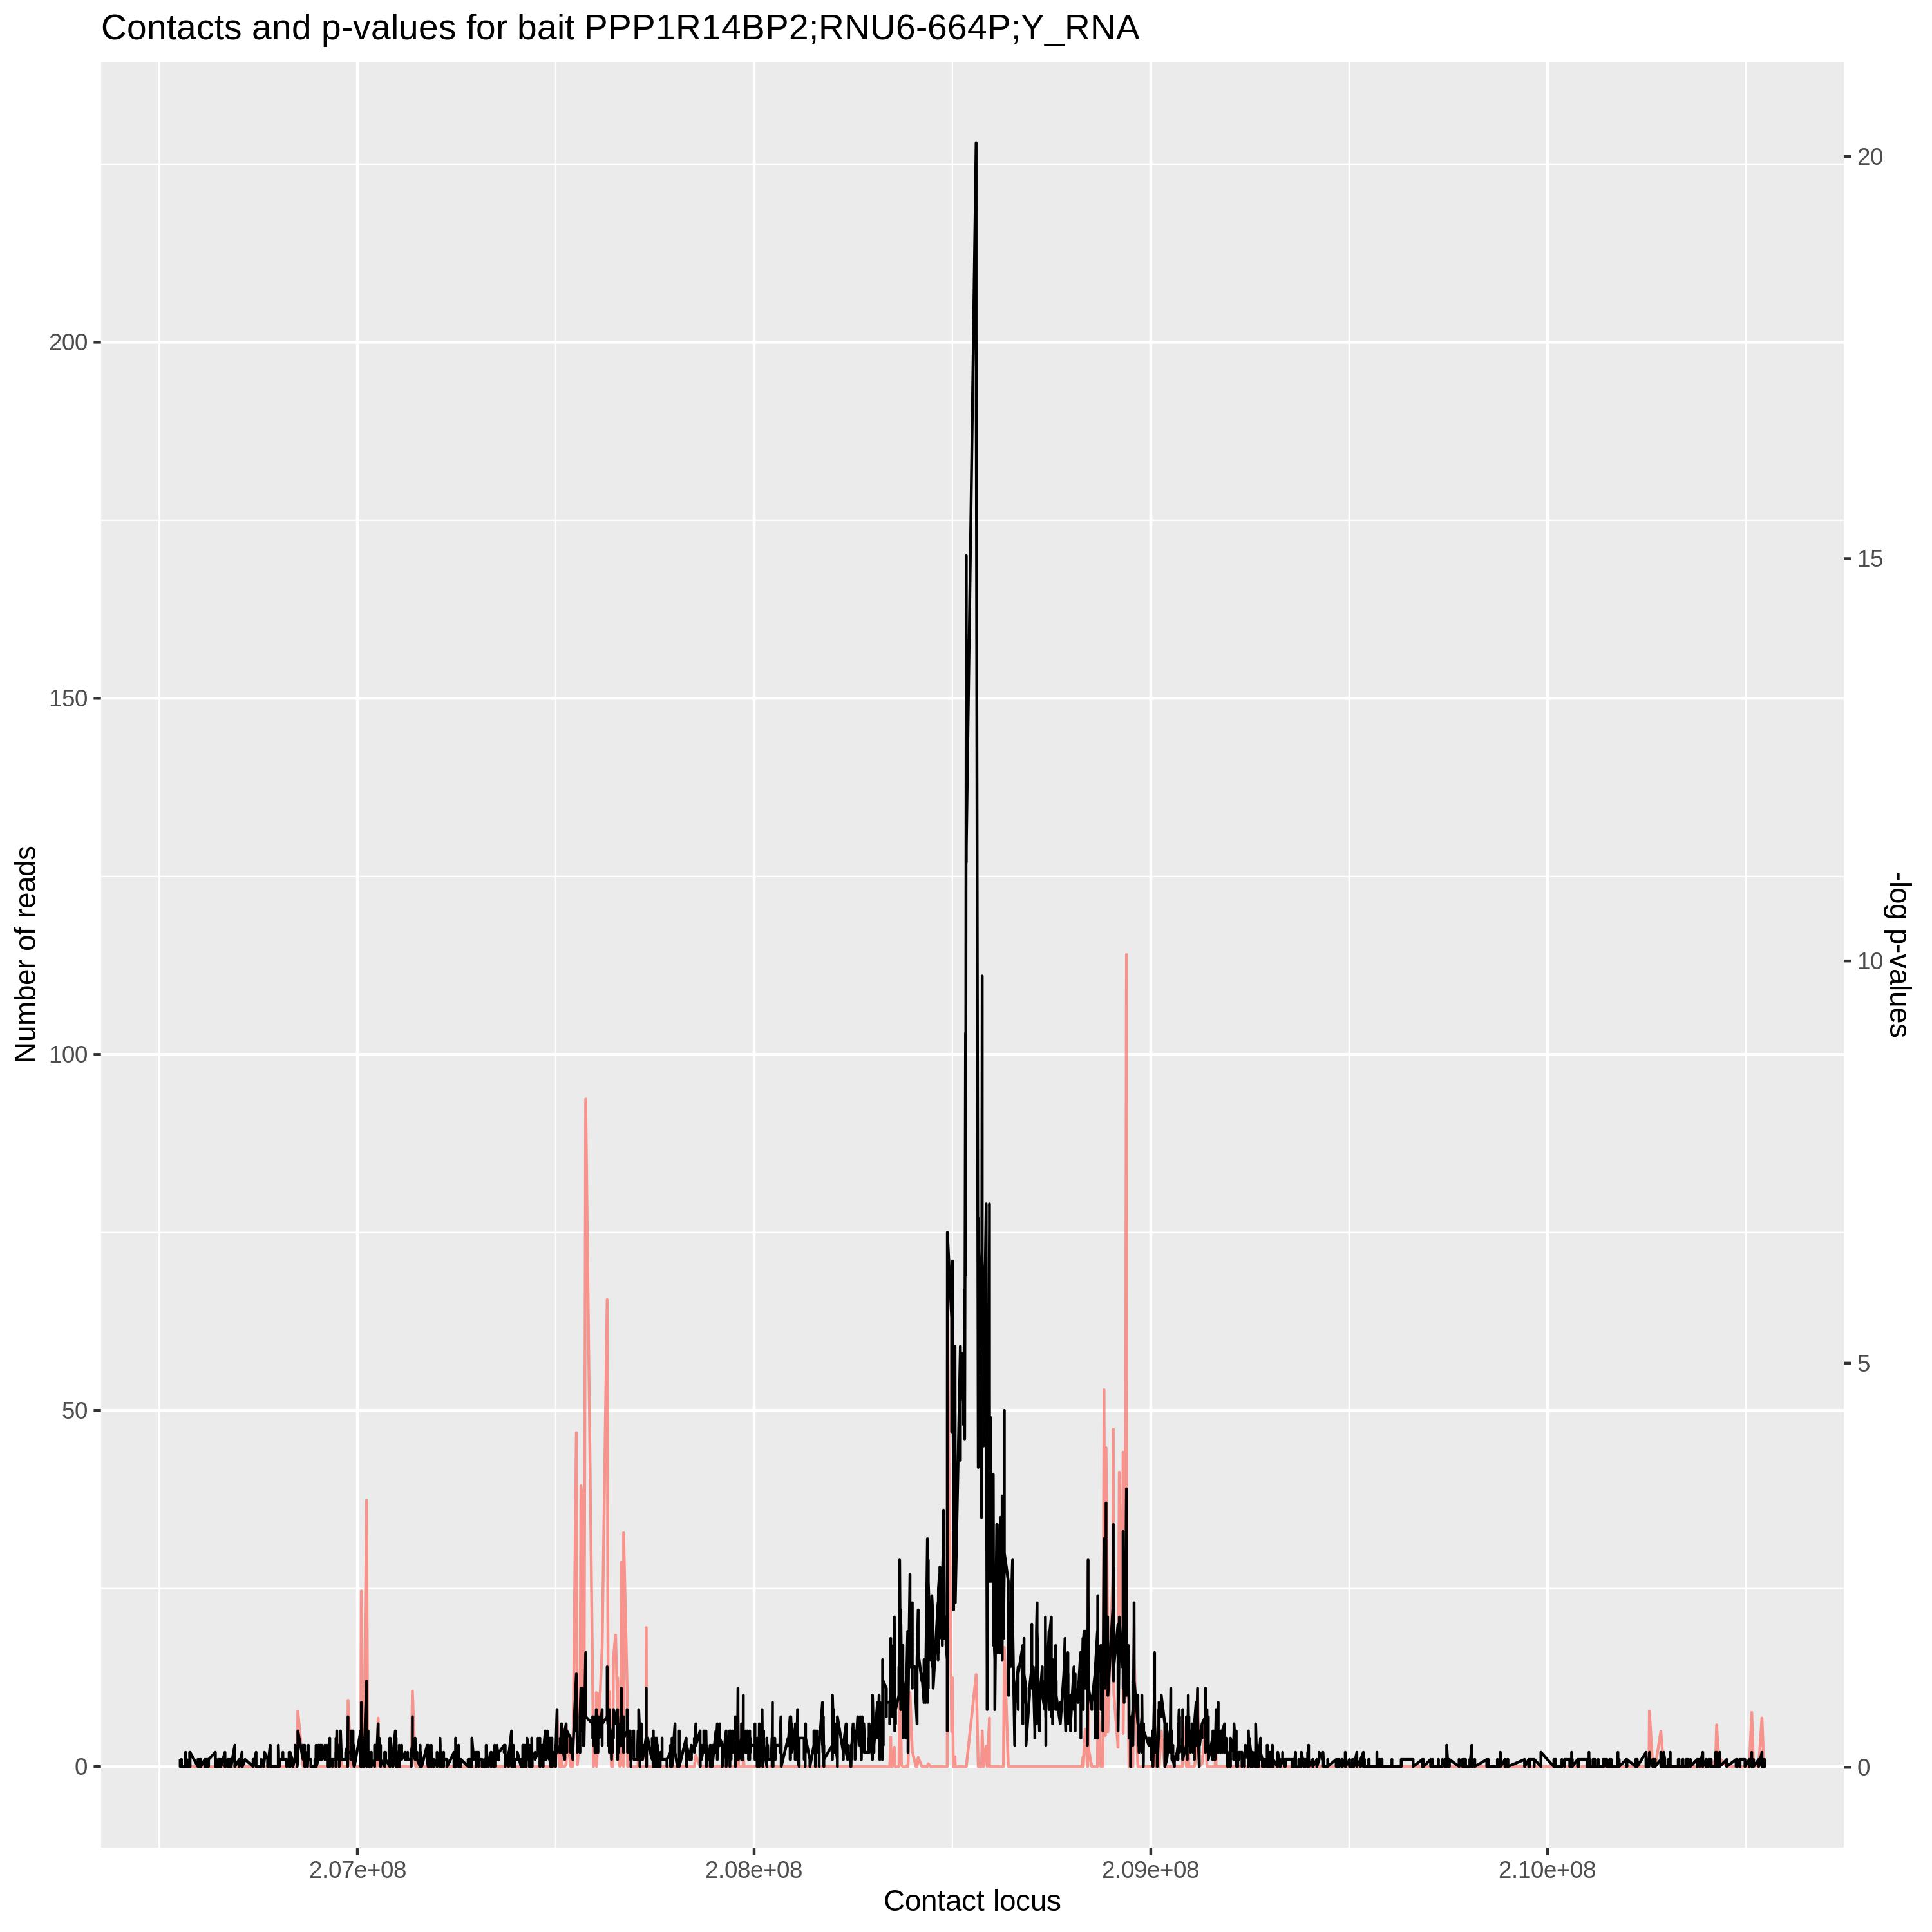 Contacts and p-values for bait PPP1R14BP2;RNU6-664P;Y_RNA
Number of reads
200
150
100
50
0
20
15
10
5
0
-log p-values
2.07e+08
2.08e+08
2.09e+08
2.10e+08
Contact locus